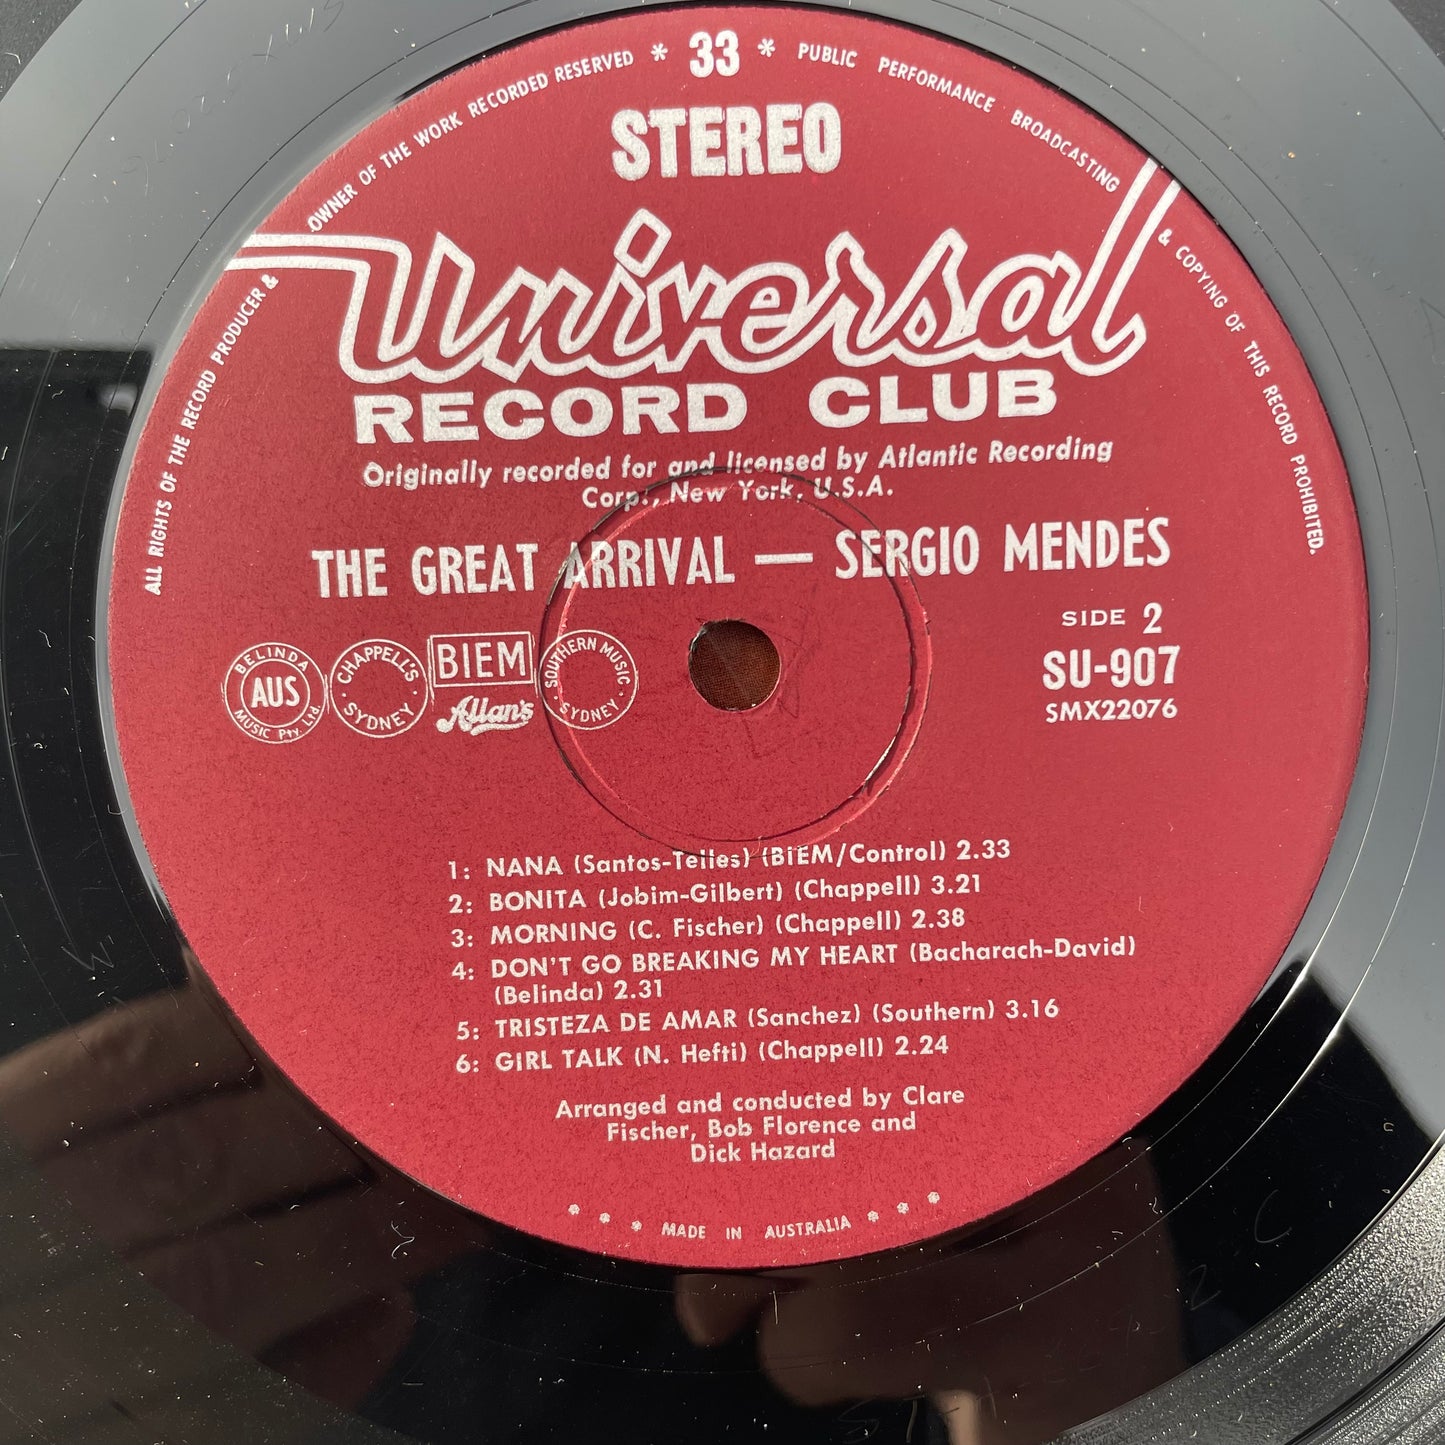 ALL RIGHTS OF THE RECORD PRODUCER & OWNER OF THE WORK RECORDED RESERVED * 33 * PUBLIC PERFORMANCE BROADCASTING & COPYING OF THIS RECORD PROHIBITED.
STEREO
Universal
RECORD CLUB
Originally recorded for and licensed by Atlantic Recording
Corp., New York, U.S.A.
THE GREAT ARRIVAL — SERGIO MENDES
SIDE 2
SU-907
SMX22076
BELINDA
AUS
MUSIC Pty. Ltd.
CHAPPELL'S
SYDNEY
BIEM
Allan's
SOUTHERN MUSIC
SYDNEY
1: NANA (Santos-Telles) (BIEM/Control) 2.33
2: BONITA (Jobim-Gilbert) (Chappell) 3.21
3: MORNING (C. Fischer) (Chappell) 2.38
4: DON'T GO BREAKING MY HEART (Bacharach-David)
(Belinda) 2.31
5: TRISTEZA DE AMAR (Sanchez) (Southern) 3.16
6: GIRL TALK (N. Hefti) (Chappell) 2.24
Arranged and conducted by Clare
Fischer, Bob Florence and
Dick Hazard
* * * MADE IN AUSTRALIA * * *